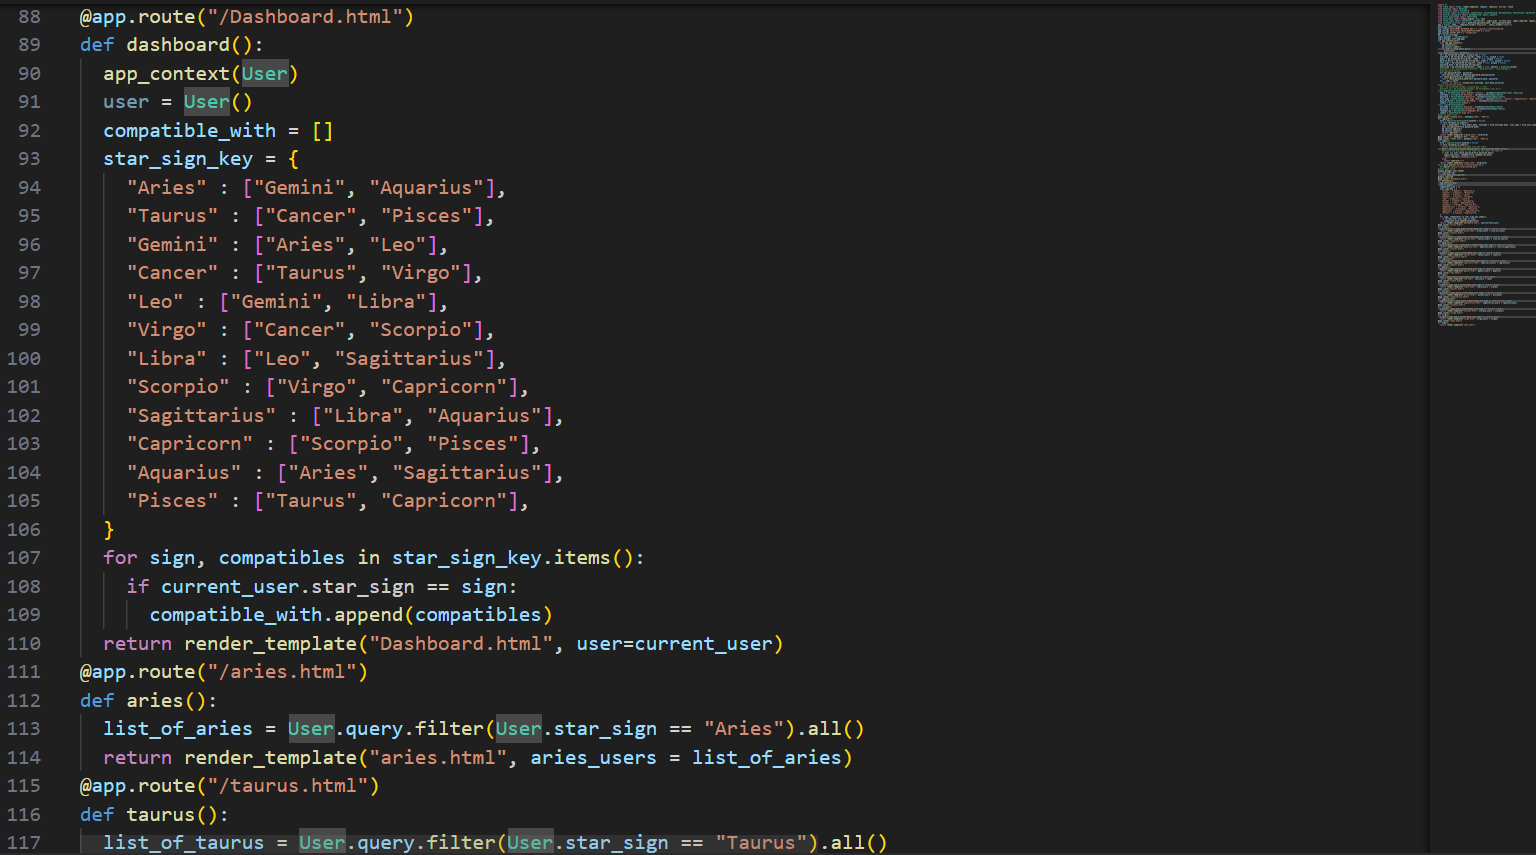 88 @app.route("/Dashboard.html")
89 def dashboard():
90 app_context(User)
91 user = User()
92 compatible_with = []
93 star_sign_key = {
94 "Aries" : ["Gemini", "Aquarius"],
95 "Taurus" : ["Cancer", "Pisces"],
96 "Gemini" : ["Aries", "Leo"],
97 "Cancer" : ["Taurus", "Virgo"],
98 "Leo" : ["Gemini", "Libra"],
99 "Virgo" : ["Cancer", "Scorpio"],
100 "Libra" : ["Leo", "Sagittarius"],
101 "Scorpio" : ["Virgo", "Capricorn"],
102 "Sagittarius" : ["Libra", "Aquarius"],
103 "Capricorn" : ["Scorpio", "Pisces"],
104 "Aquarius" : ["Aries", "Sagittarius"],
105 "Pisces" : ["Taurus", "Capricorn"],
106 }
107 for sign, compatibles in star_sign_key.items():
108 if current_user.star_sign == sign:
109 compatible_with.append(compatibles)
110 return render_template("Dashboard.html", user=current_user)
111 @app.route("/aries.html")
112 def aries():
113 list_of_aries = User.query.filter(User.star_sign == "Aries").all()
114 return render_template("aries.html", aries_users = list_of_aries)
115 @app.route("/taurus.html")
116 def taurus():
117 list_of_taurus = User.query.filter(User.star_sign == "Taurus").all()